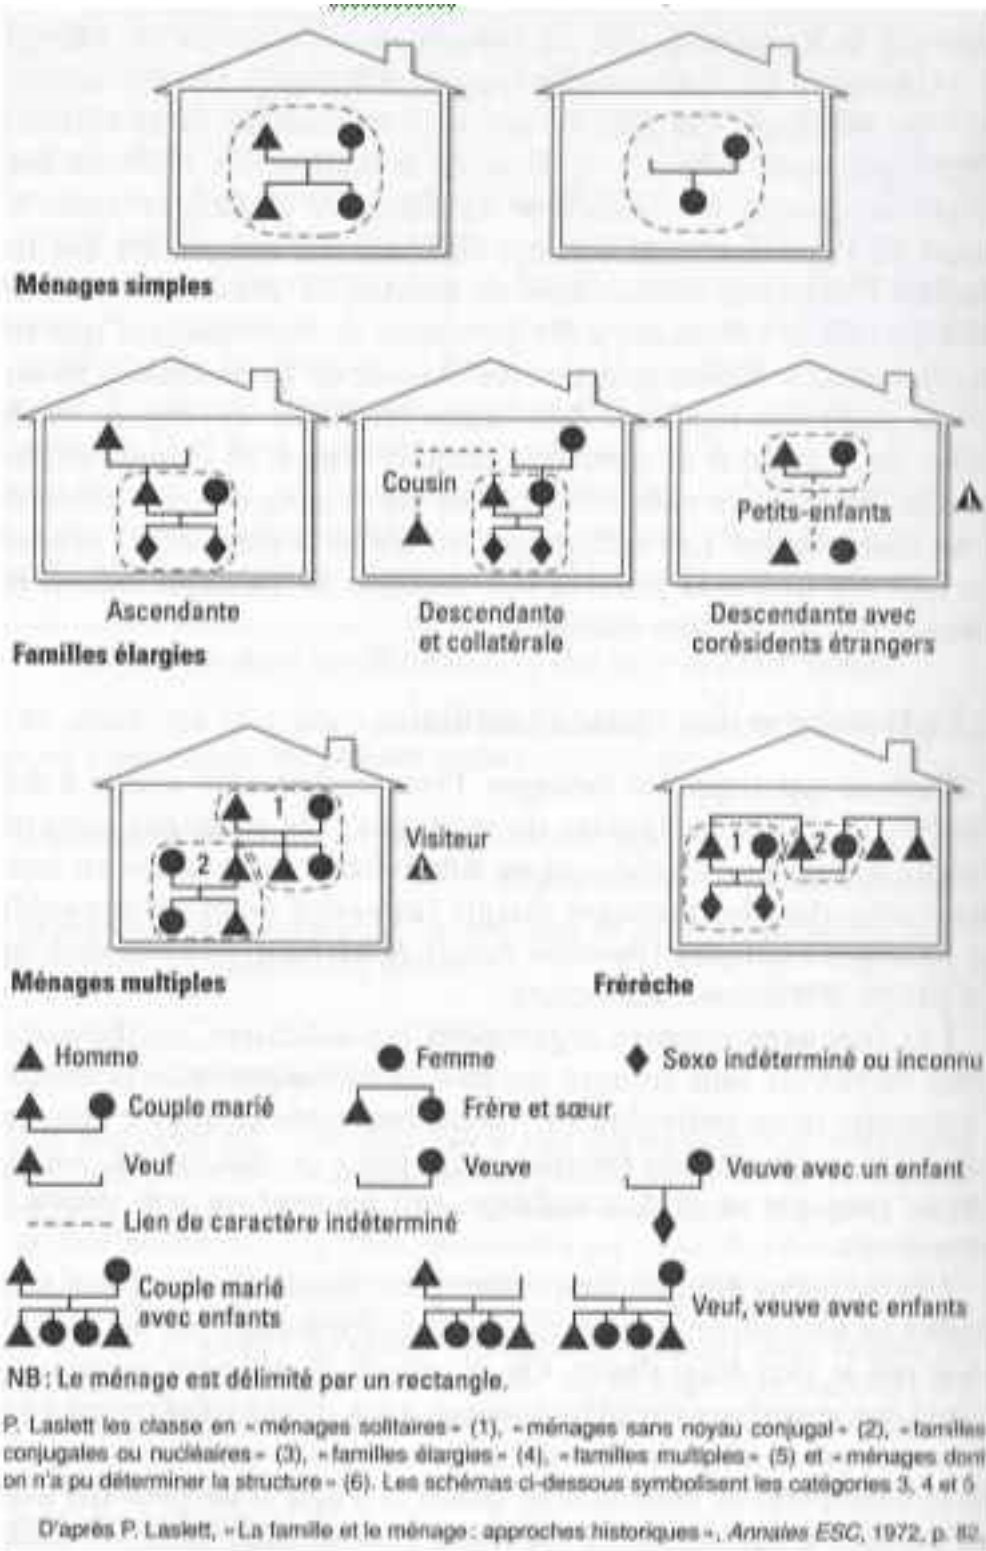 Ménages simples
Cousin
Petits-enfants
Ascendante
Descendante
et collatérale
Descendante avec
corésidents étrangers
Familles élargies
1
2
Visiteur
1
2
Ménages multiples
Frérèche
Homme
Femme
Sexe indéterminé ou inconnu
Couple marié
Frère et sœur
Veuf
Veuve
Veuve avec un enfant
Lien de caractère indéterminé
Couple marié
avec enfants
Veuf, veuve avec enfants
NB : Le ménage est délimité par un rectangle.
P. Laslett les classe en « ménages solitaires » (1), « ménages sans noyau conjugal » (2), « familles
conjugales ou nucléaires » (3), « familles élargies » (4), « familles multiples » (5) et « ménages dont
on n'a pu déterminer la structure » (6). Les schémas ci-dessous symbolisent les catégories 3, 4 et 5
D'après P. Laslett, « La famille et le ménage : approches historiques », Annales ESC, 1972, p. 82.